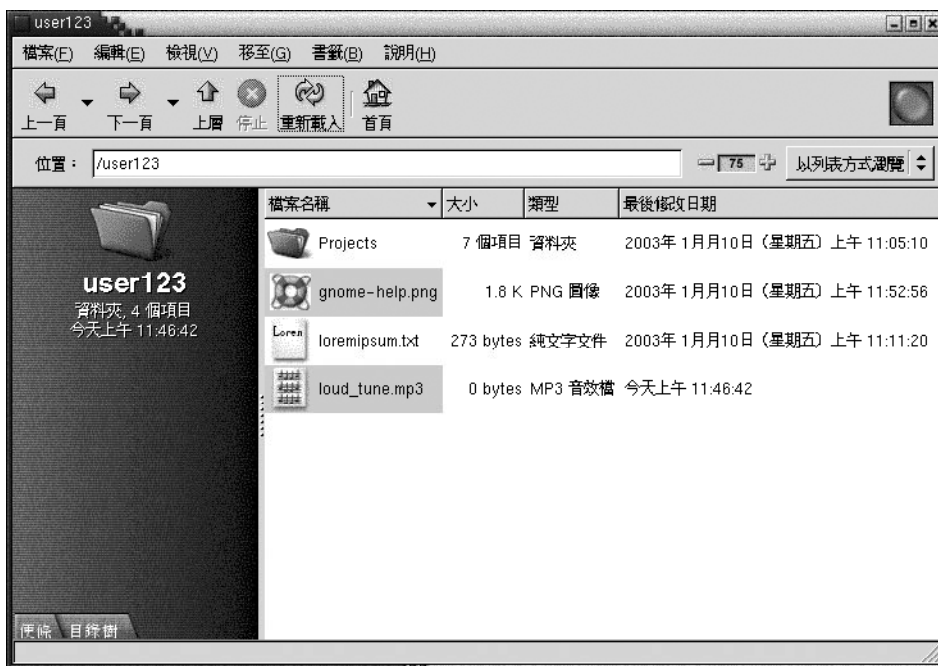 user123
檔案(F) 編輯(E) 檢視(V) 移至(G) 書籤(B) 說明(H)
上一頁 下一頁 上層 停止 重新載入 首頁
位置： /user123 75 以列表方式瀏覽
user123
資料夾, 4 個項目
今天上午 11:46:42
檔案名稱 大小 類型 最後修改日期
Projects 7 個項目 資料夾 2003年 1月月10日（星期五）上午 11:05:10
gnome-help.png 1.8 K PNG 圖像 2003年 1月月10日（星期五）上午 11:52:56
Loren
loremipsum.txt 273 bytes 純文字文件 2003年 1月月10日（星期五）上午 11:11:20
loud_tune.mp3 0 bytes MP3 音效檔 今天上午 11:46:42
便條 目錄樹